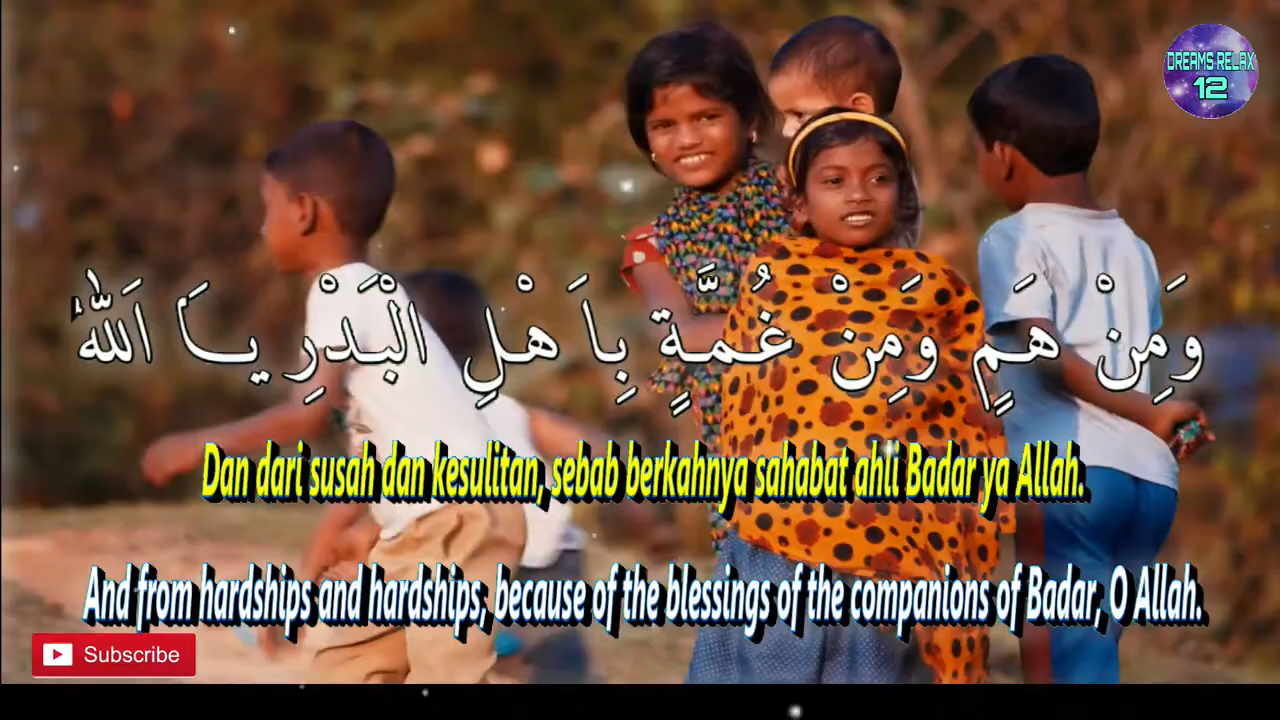 DREAMS RELAX
12
وَمِنْ هَمٍ وَمِنْ غُمَّةٍ بِاَ هْلِ الْبَدْرِ يَا اَللهُ
Dan dari susah dan kesulitan, sebab berkahnya sahabat ahli Badar ya Allah.
And from hardships and hardships, because of the blessings of the companions of Badar, O Allah.
Subscribe